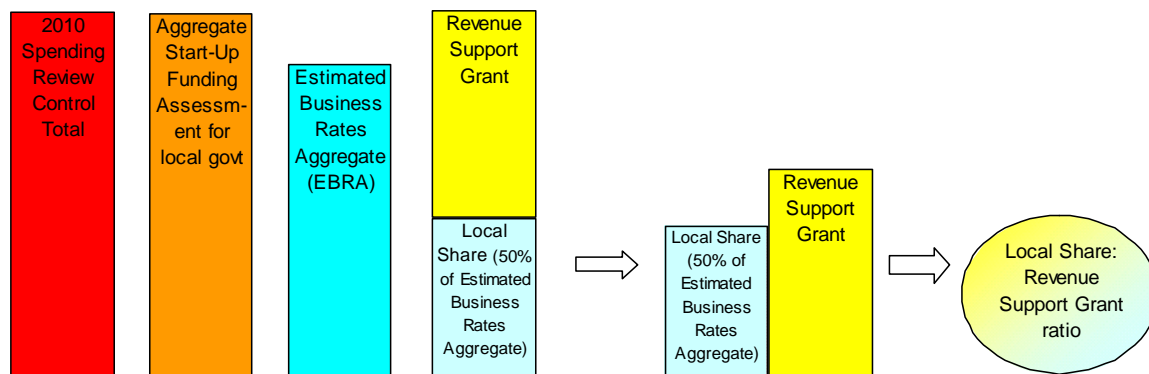 2010
Spending
Review
Control
Total
Aggregate
Start-Up
Funding
Assessm-
ent for
local govt
Estimated
Business
Rates
Aggregate
(EBRA)
Revenue
Support
Grant
Local
Share (50%
of Estimated
Business
Rates
Aggregate)
Local Share
(50% of
Estimated
Business
Rates
Aggregate)
Revenue
Support
Grant
Local Share:
Revenue
Support Grant
ratio